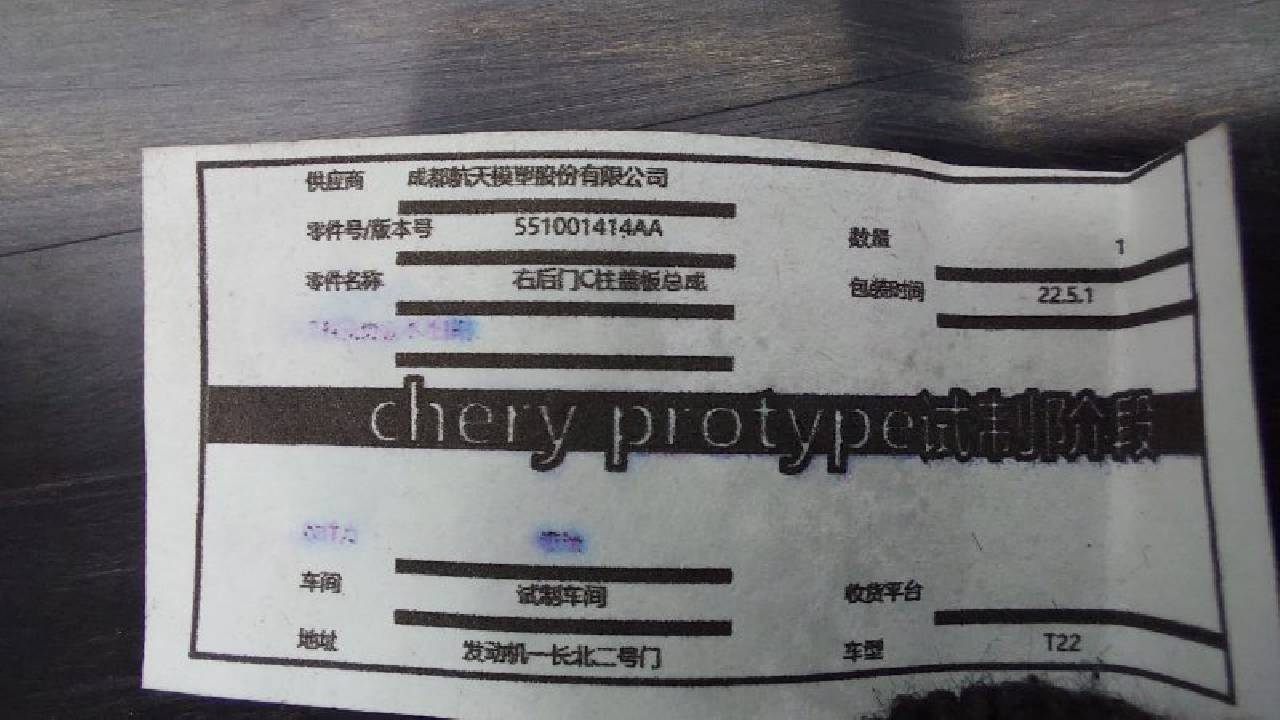 供应商 成都航天模塑股份有限公司
零件号/版本号 551001414AA 数量 1
零件名称 右后门C柱盖板总成 包装时间 22.5.1
chery protype试制阶段
车间 试制车间 收货平台
地址 发动机一长北二号门 车型 T22